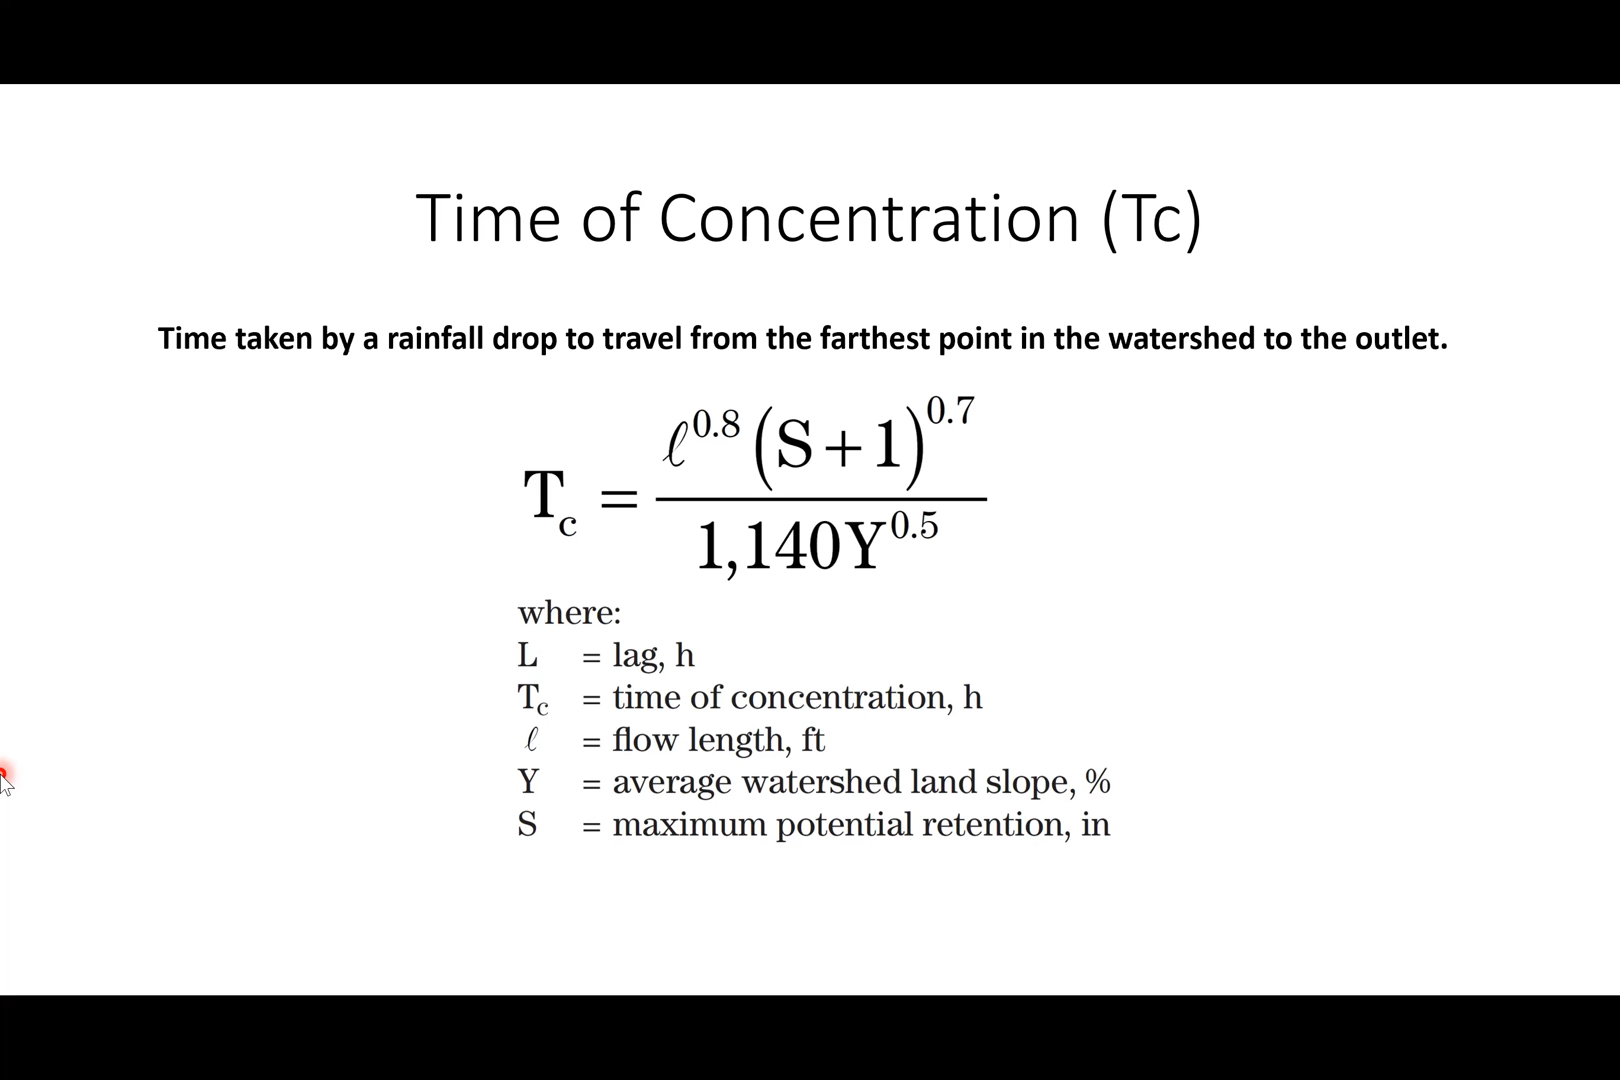 Time of Concentration (Tc)
Time taken by a rainfall drop to travel from the farthest point in the watershed to the outlet.
T_c = ℓ^0.8 (S+1)^0.7 / 1,140Y^0.5
where:
L = lag, h
T_c = time of concentration, h
ℓ = flow length, ft
Y = average watershed land slope, %
S = maximum potential retention, in